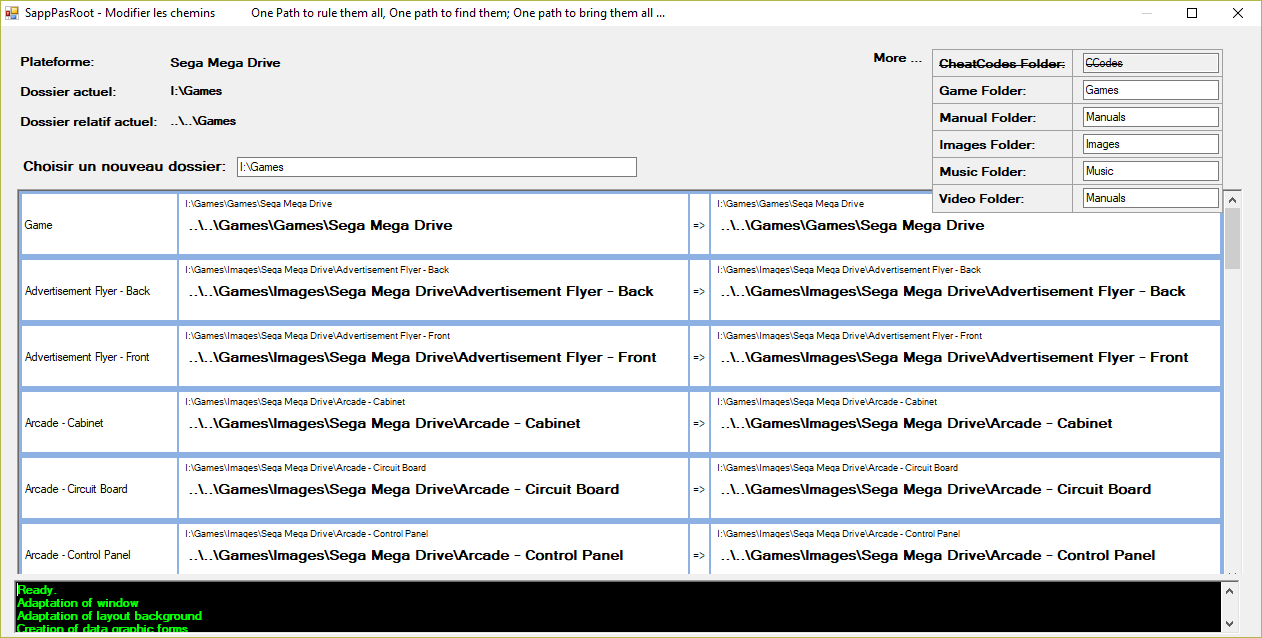 SappPasRoot - Modifier les chemins One Path to rule them all, One path to find them; One path to bring them all ...
Plateforme: Sega Mega Drive
Dossier actuel: I:\Games
Dossier relatif actuel: ..\..\Games
Choisir un nouveau dossier: I:\Games
More ...
CheatCodes Folder: CCodes
Game Folder: Games
Manual Folder: Manuals
Images Folder: Images
Music Folder: Music
Video Folder: Manuals
I:\Games\Games\Sega Mega Drive I:\Games\Games\Sega Mega Drive
Game ..\..\Games\Games\Sega Mega Drive => ..\..\Games\Games\Sega Mega Drive
I:\Games\Images\Sega Mega Drive\Advertisement Flyer - Back I:\Games\Images\Sega Mega Drive\Advertisement Flyer - Back
Advertisement Flyer - Back ..\..\Games\Images\Sega Mega Drive\Advertisement Flyer - Back => ..\..\Games\Images\Sega Mega Drive\Advertisement Flyer - Back
I:\Games\Images\Sega Mega Drive\Advertisement Flyer - Front I:\Games\Images\Sega Mega Drive\Advertisement Flyer - Front
Advertisement Flyer - Front ..\..\Games\Images\Sega Mega Drive\Advertisement Flyer - Front => ..\..\Games\Images\Sega Mega Drive\Advertisement Flyer - Front
I:\Games\Images\Sega Mega Drive\Arcade - Cabinet I:\Games\Images\Sega Mega Drive\Arcade - Cabinet
Arcade - Cabinet ..\..\Games\Images\Sega Mega Drive\Arcade - Cabinet => ..\..\Games\Images\Sega Mega Drive\Arcade - Cabinet
I:\Games\Images\Sega Mega Drive\Arcade - Circuit Board I:\Games\Images\Sega Mega Drive\Arcade - Circuit Board
Arcade - Circuit Board ..\..\Games\Images\Sega Mega Drive\Arcade - Circuit Board => ..\..\Games\Images\Sega Mega Drive\Arcade - Circuit Board
I:\Games\Images\Sega Mega Drive\Arcade - Control Panel I:\Games\Images\Sega Mega Drive\Arcade - Control Panel
Arcade - Control Panel ..\..\Games\Images\Sega Mega Drive\Arcade - Control Panel => ..\..\Games\Images\Sega Mega Drive\Arcade - Control Panel
Ready.
Adaptation of window
Adaptation of layout background
Creation of data graphic forms